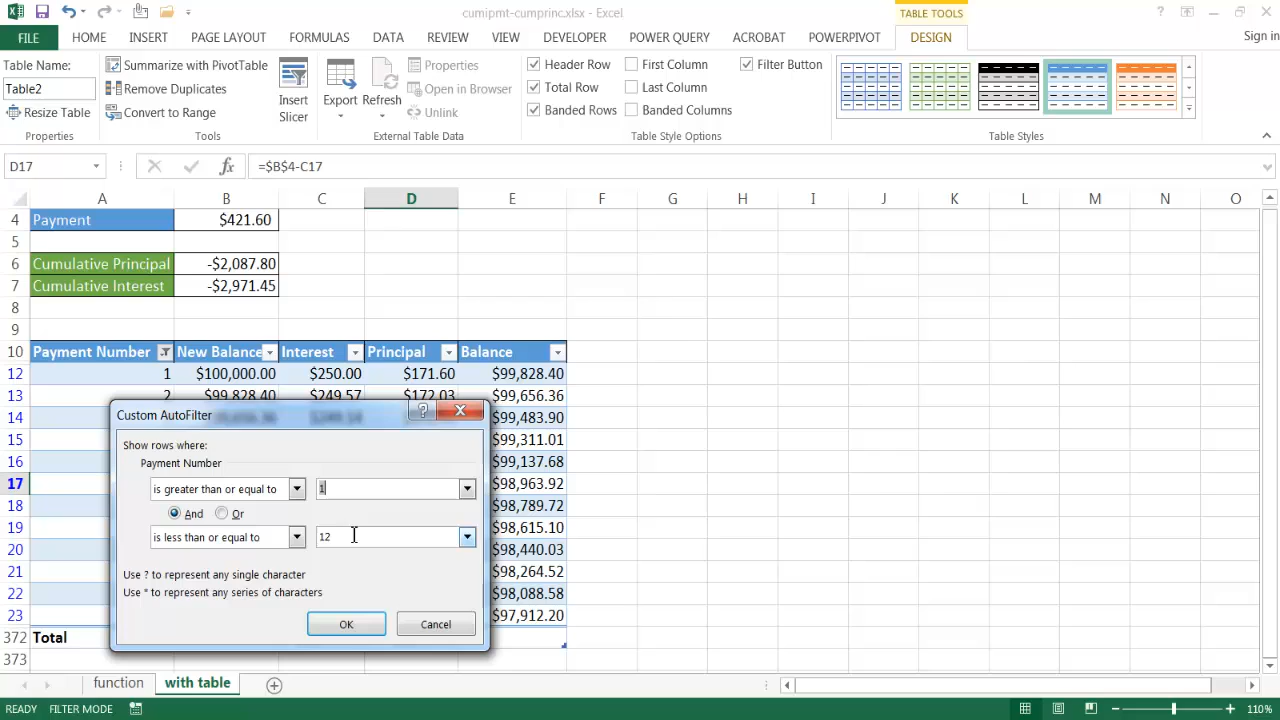 cumipmt-cumprinc.xlsx - Excel
TABLE TOOLS
FILE HOME INSERT PAGE LAYOUT FORMULAS DATA REVIEW VIEW DEVELOPER POWER QUERY ACROBAT POWERPIVOT DESIGN Sign in
Table Name:
Table2
Resize Table
Properties
Summarize with PivotTable
Remove Duplicates
Convert to Range
Tools
Insert
Slicer
Export
Refresh
Properties
Open in Browser
Unlink
External Table Data
Header Row First Column Filter Button
Total Row Last Column
Banded Rows Banded Columns
Table Style Options
Table Styles
D17 fx =$B$4-C17
A B C D E F G H I J K L M N O
4 Payment $421.60
5
6 Cumulative Principal -$2,087.80
7 Cumulative Interest -$2,971.45
8
9
10 Payment Number New Balance Interest Principal Balance
12 1 $100,000.00 $250.00 $171.60 $99,828.40
13 2 $99,828.40 $249.57 $172.03 $99,656.36
14 $99,483.90
15 $99,311.01
16 $99,137.68
17 $98,963.92
18 $98,789.72
19 $98,615.10
20 $98,440.03
21 $98,264.52
22 $98,088.58
23 $97,912.20
372 Total
373
Custom AutoFilter
?
Show rows where:
Payment Number
is greater than or equal to 1
And Or
is less than or equal to 12
Use ? to represent any single character
Use * to represent any series of characters
OK Cancel
function with table
READY FILTER MODE 110%